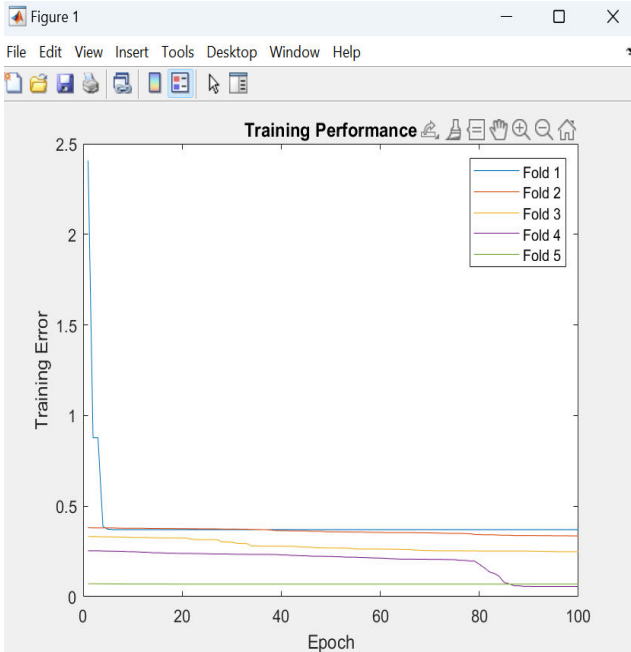 Figure 1
File Edit View Insert Tools Desktop Window Help
Training Performance
2.5
2
1.5
1
0.5
0
Training Error
Fold 1
Fold 2
Fold 3
Fold 4
Fold 5
0 20 40 60 80 100
Epoch